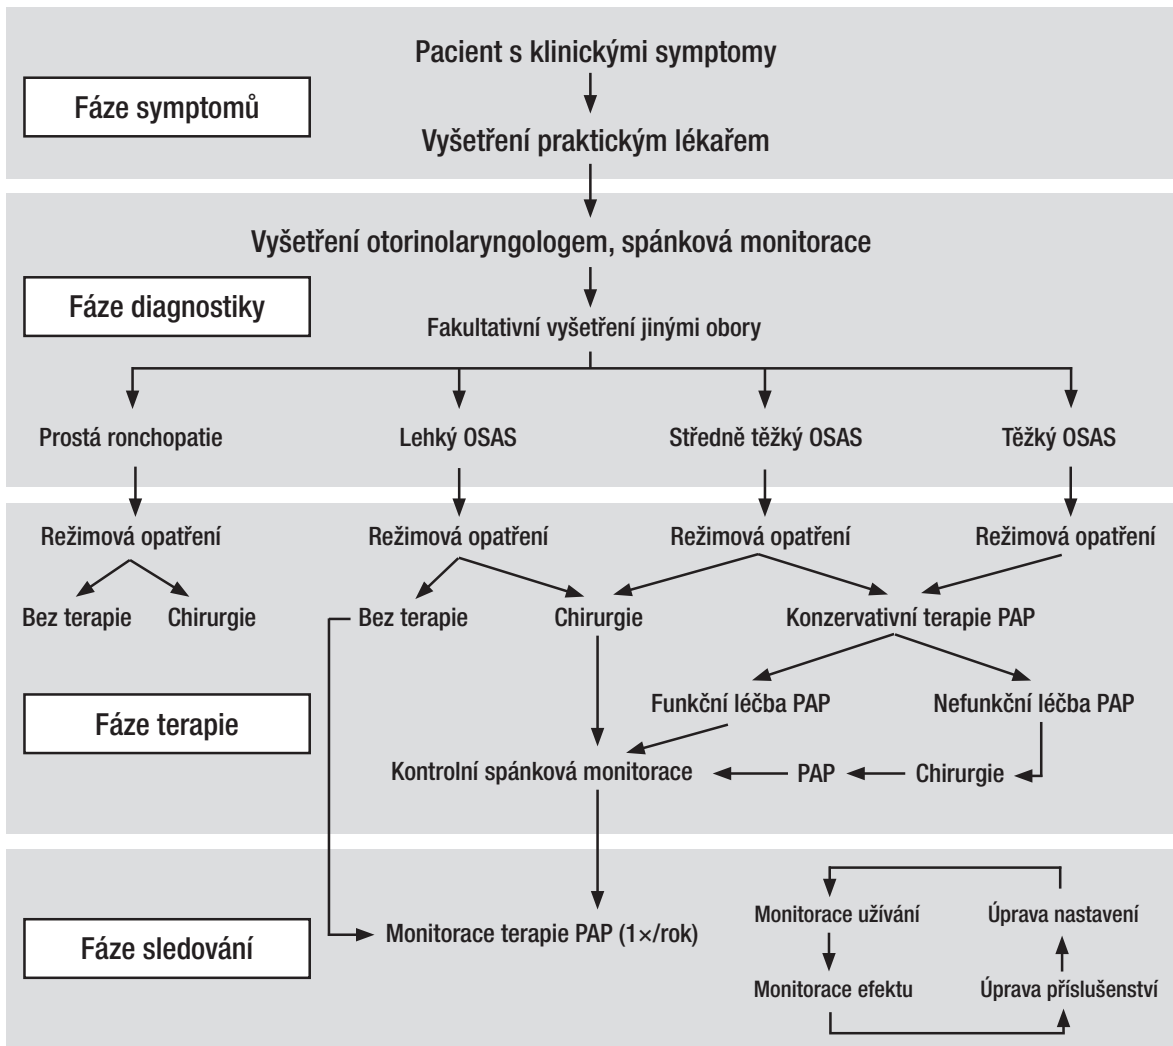 Pacient s klinickými symptomy
Fáze symptomů
Vyšetření praktickým lékařem
Vyšetření otorinolaryngologem, spánková monitorace
Fáze diagnostiky
Fakultativní vyšetření jinými obory
Prostá ronchopatie
Lehký OSAS
Středně těžký OSAS
Těžký OSAS
Režimová opatření
Režimová opatření
Režimová opatření
Režimová opatření
Bez terapie
Chirurgie
Bez terapie
Chirurgie
Konzervativní terapie PAP
Funkční léčba PAP
Nefunkční léčba PAP
Fáze terapie
Kontrolní spánková monitorace
PAP
Chirurgie
Monitorace užívání
Úprava nastavení
Fáze sledování
Monitorace terapie PAP (1×/rok)
Monitorace efektu
Úprava příslušenství